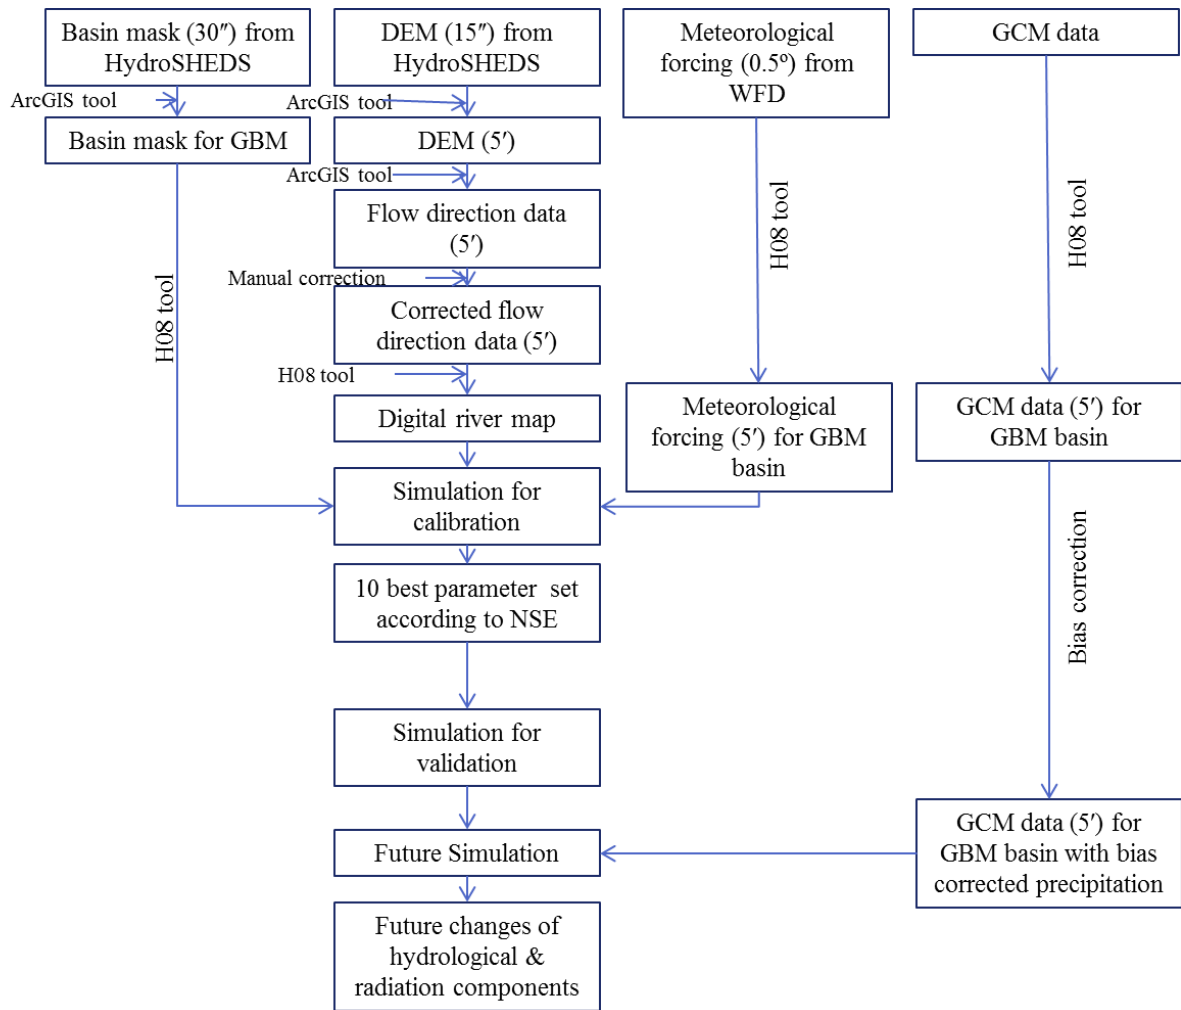 Basin mask (30″) from
HydroSHEDS
DEM (15″) from
HydroSHEDS
Meteorological
forcing (0.5º) from
WFD
GCM data
ArcGIS tool
ArcGIS tool
Basin mask for GBM
DEM (5′)
ArcGIS tool
Flow direction data
(5′)
H08 tool
H08 tool
Manual correction
Corrected flow
direction data (5′)
H08 tool
H08 tool
Digital river map
Meteorological
forcing (5′) for GBM
basin
GCM data (5′) for
GBM basin
Simulation for
calibration
10 best parameter set
according to NSE
Bias correction
Simulation for
validation
Future Simulation
GCM data (5′) for
GBM basin with bias
corrected precipitation
Future changes of
hydrological &
radiation components